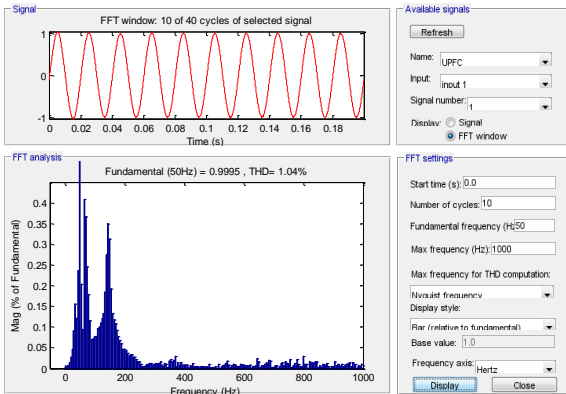 Signal
FFT window: 10 of 40 cycles of selected signal
1
0
-1
0 0.02 0.04 0.06 0.08 0.1 0.12 0.14 0.16 0.18
Time (s)
FFT analysis
Fundamental (50Hz) = 0.9995 , THD= 1.04%
Mag (% of Fundamental)
0.4
0.35
0.3
0.25
0.2
0.15
0.1
0.05
0
0 200 400 600 800 1000
Frequency (Hz)
Available signals
Refresh
Name: UPFC
Input: input 1
Signal number: 1
Display: Signal
FFT window
FFT settings
Start time (s): 0.0
Number of cycles: 10
Fundamental frequency (Hz 50
Max frequency (Hz): 1000
Max frequency for THD computation:
Nyquist frequency
Display style:
Bar (relative to fundamental)
Base value: 1.0
Frequency axis: Hertz
Display Close